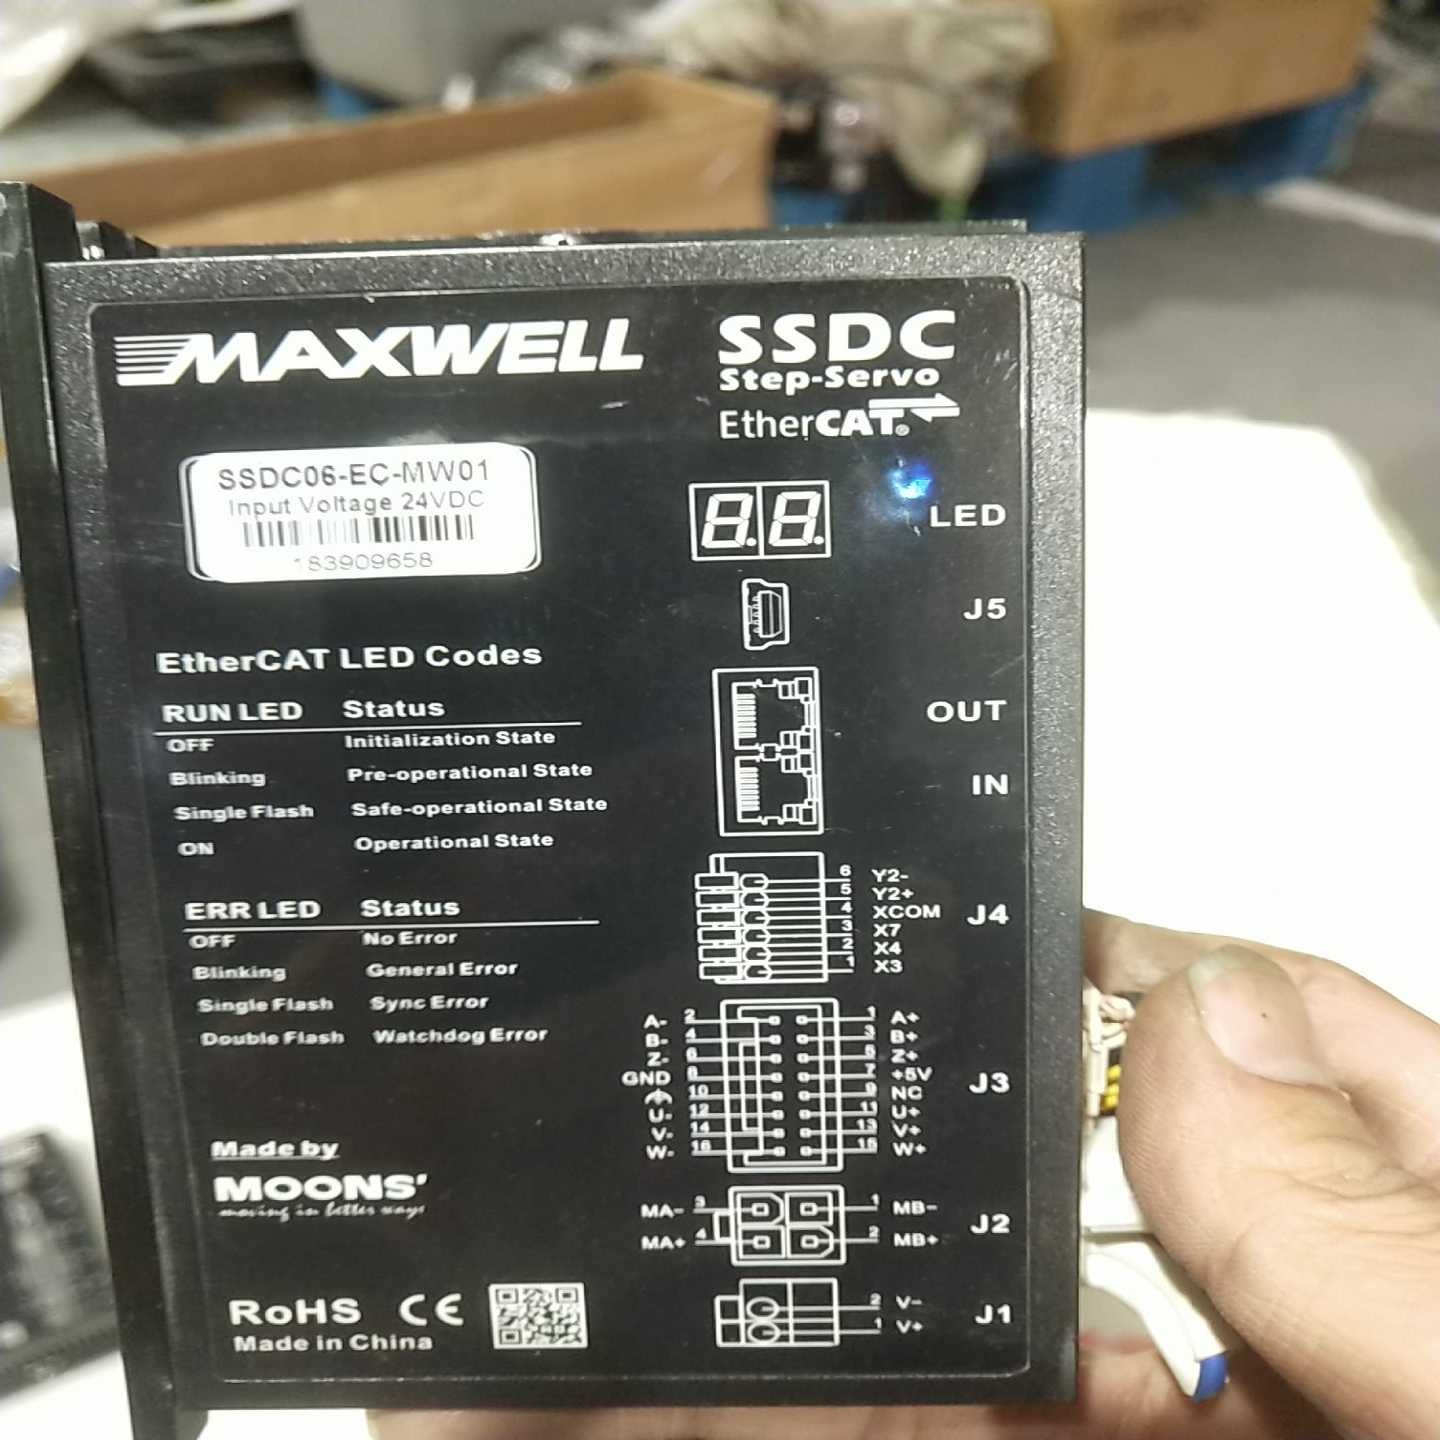 MAXWELL
SSDC
Step-Servo
EtherCAT®
SSDC06-EC-MW01
Input Voltage 24VDC
183909658
88
LED
J5
OUT
IN
EtherCAT LED Codes
RUN LED Status
OFF Initialization State
Blinking Pre-operational State
Single Flash Safe-operational State
ON Operational State
ERR LED Status
OFF No Error
Blinking General Error
Single Flash Sync Error
Double Flash Watchdog Error
6 Y2-
5 Y2+
4 XCOM
3 X7
2 X4
1 X3
J4
A- 2 1 A+
B- 4 3 B+
Z- 6 5 Z+
GND 8 7 +5V
10 9 NC
U- 12 11 U+
V- 14 13 V+
W- 16 15 W+
J3
MA- 3 1 MB-
MA+ 4 2 MB+
J2
2 V-
1 V+
J1
Made by
MOONS'
moving in better ways
RoHS CE
Made in China